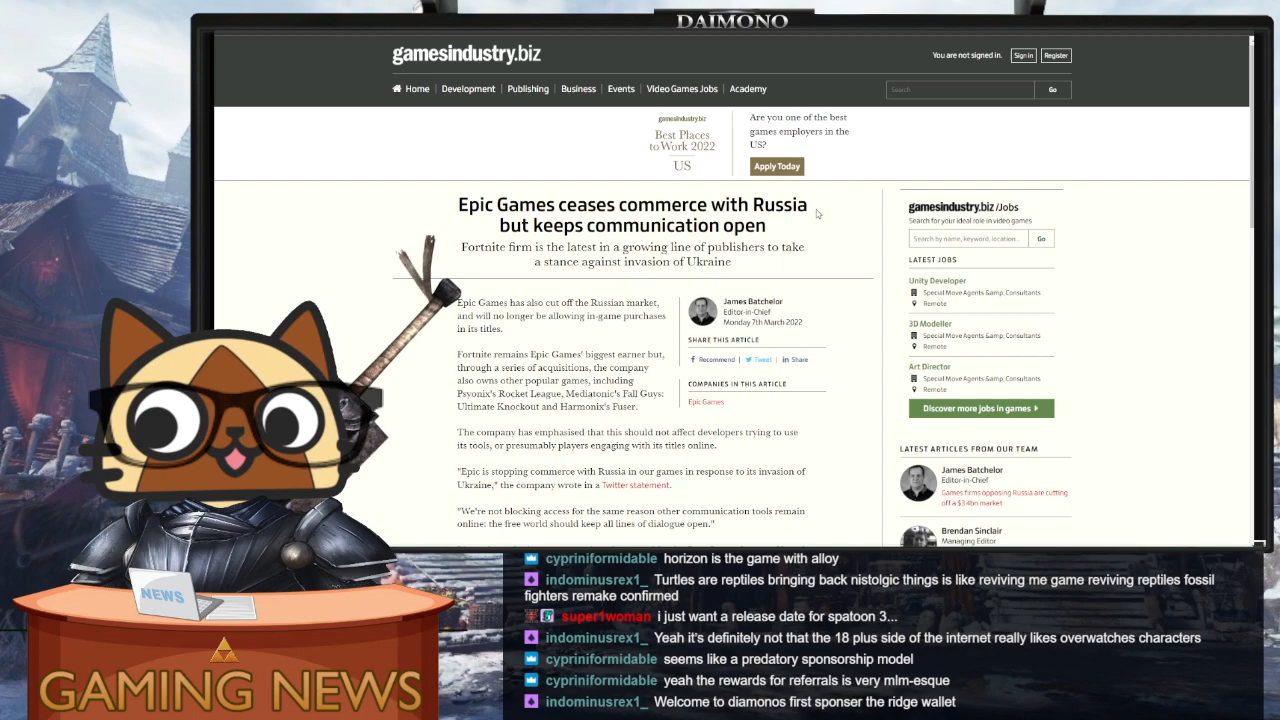 DAIMONO
gamesindustry.biz
You are not signed in. Sign in Register
Home | Development | Publishing | Business | Events | Video Games Jobs | Academy
Search Go
gamesindustry.biz
Best Places
to Work 2022
US
Are you one of the best
games employers in the
US?
Apply Today
Epic Games ceases commerce with Russia
but keeps communication open
Fortnite firm is the latest in a growing line of publishers to take
a stance against invasion of Ukraine
Epic Games has also cut off the Russian market,
and will no longer be allowing in-game purchases
in its titles.
Fortnite remains Epic Games' biggest earner but,
through a series of acquisitions, the company
also owns other popular games, including
Psyonix's Rocket League, Mediatonic's Fall Guys:
Ultimate Knockout and Harmonix's Fuser.
The company has emphasised that this should not affect developers trying to use
its tools, or presumably players engaging with its titles online.
"Epic is stopping commerce with Russia in our games in response to its invasion of
Ukraine," the company wrote in a Twitter statement.
"We're not blocking access for the same reason other communication tools remain
online: the free world should keep all lines of dialogue open."
James Batchelor
Editor-in-Chief
Monday 7th March 2022
SHARE THIS ARTICLE
Recommend | Tweet | Share
COMPANIES IN THIS ARTICLE
Epic Games
gamesindustry.biz /Jobs
Search for your ideal role in video games
Search by name, keyword, location... Go
LATEST JOBS
Unity Developer
Special Move Agents &amp; Consultants
Remote
3D Modeller
Special Move Agents &amp; Consultants
Remote
Art Director
Special Move Agents &amp; Consultants
Remote
Discover more jobs in games
LATEST ARTICLES FROM OUR TEAM
James Batchelor
Editor-in-Chief
Games firms opposing Russia are cutting
off a $3.4bn market
Brendan Sinclair
Managing Editor
NEWS
GAMING NEWS
cypriniformidable horizon is the game with alloy
indominusrex1_ Turtles are reptiles bringing back nistolgic things is like reviving me game reviving reptiles fossil
fighters remake confirmed
super1woman i just want a release date for spatoon 3...
indominusrex1_ Yeah it's definitely not that the 18 plus side of the internet really likes overwatches characters
cypriniformidable seems like a predatory sponsorship model
cypriniformidable yeah the rewards for referrals is very mlm-esque
indominusrex1_ Welcome to diamonos first sponser the ridge wallet